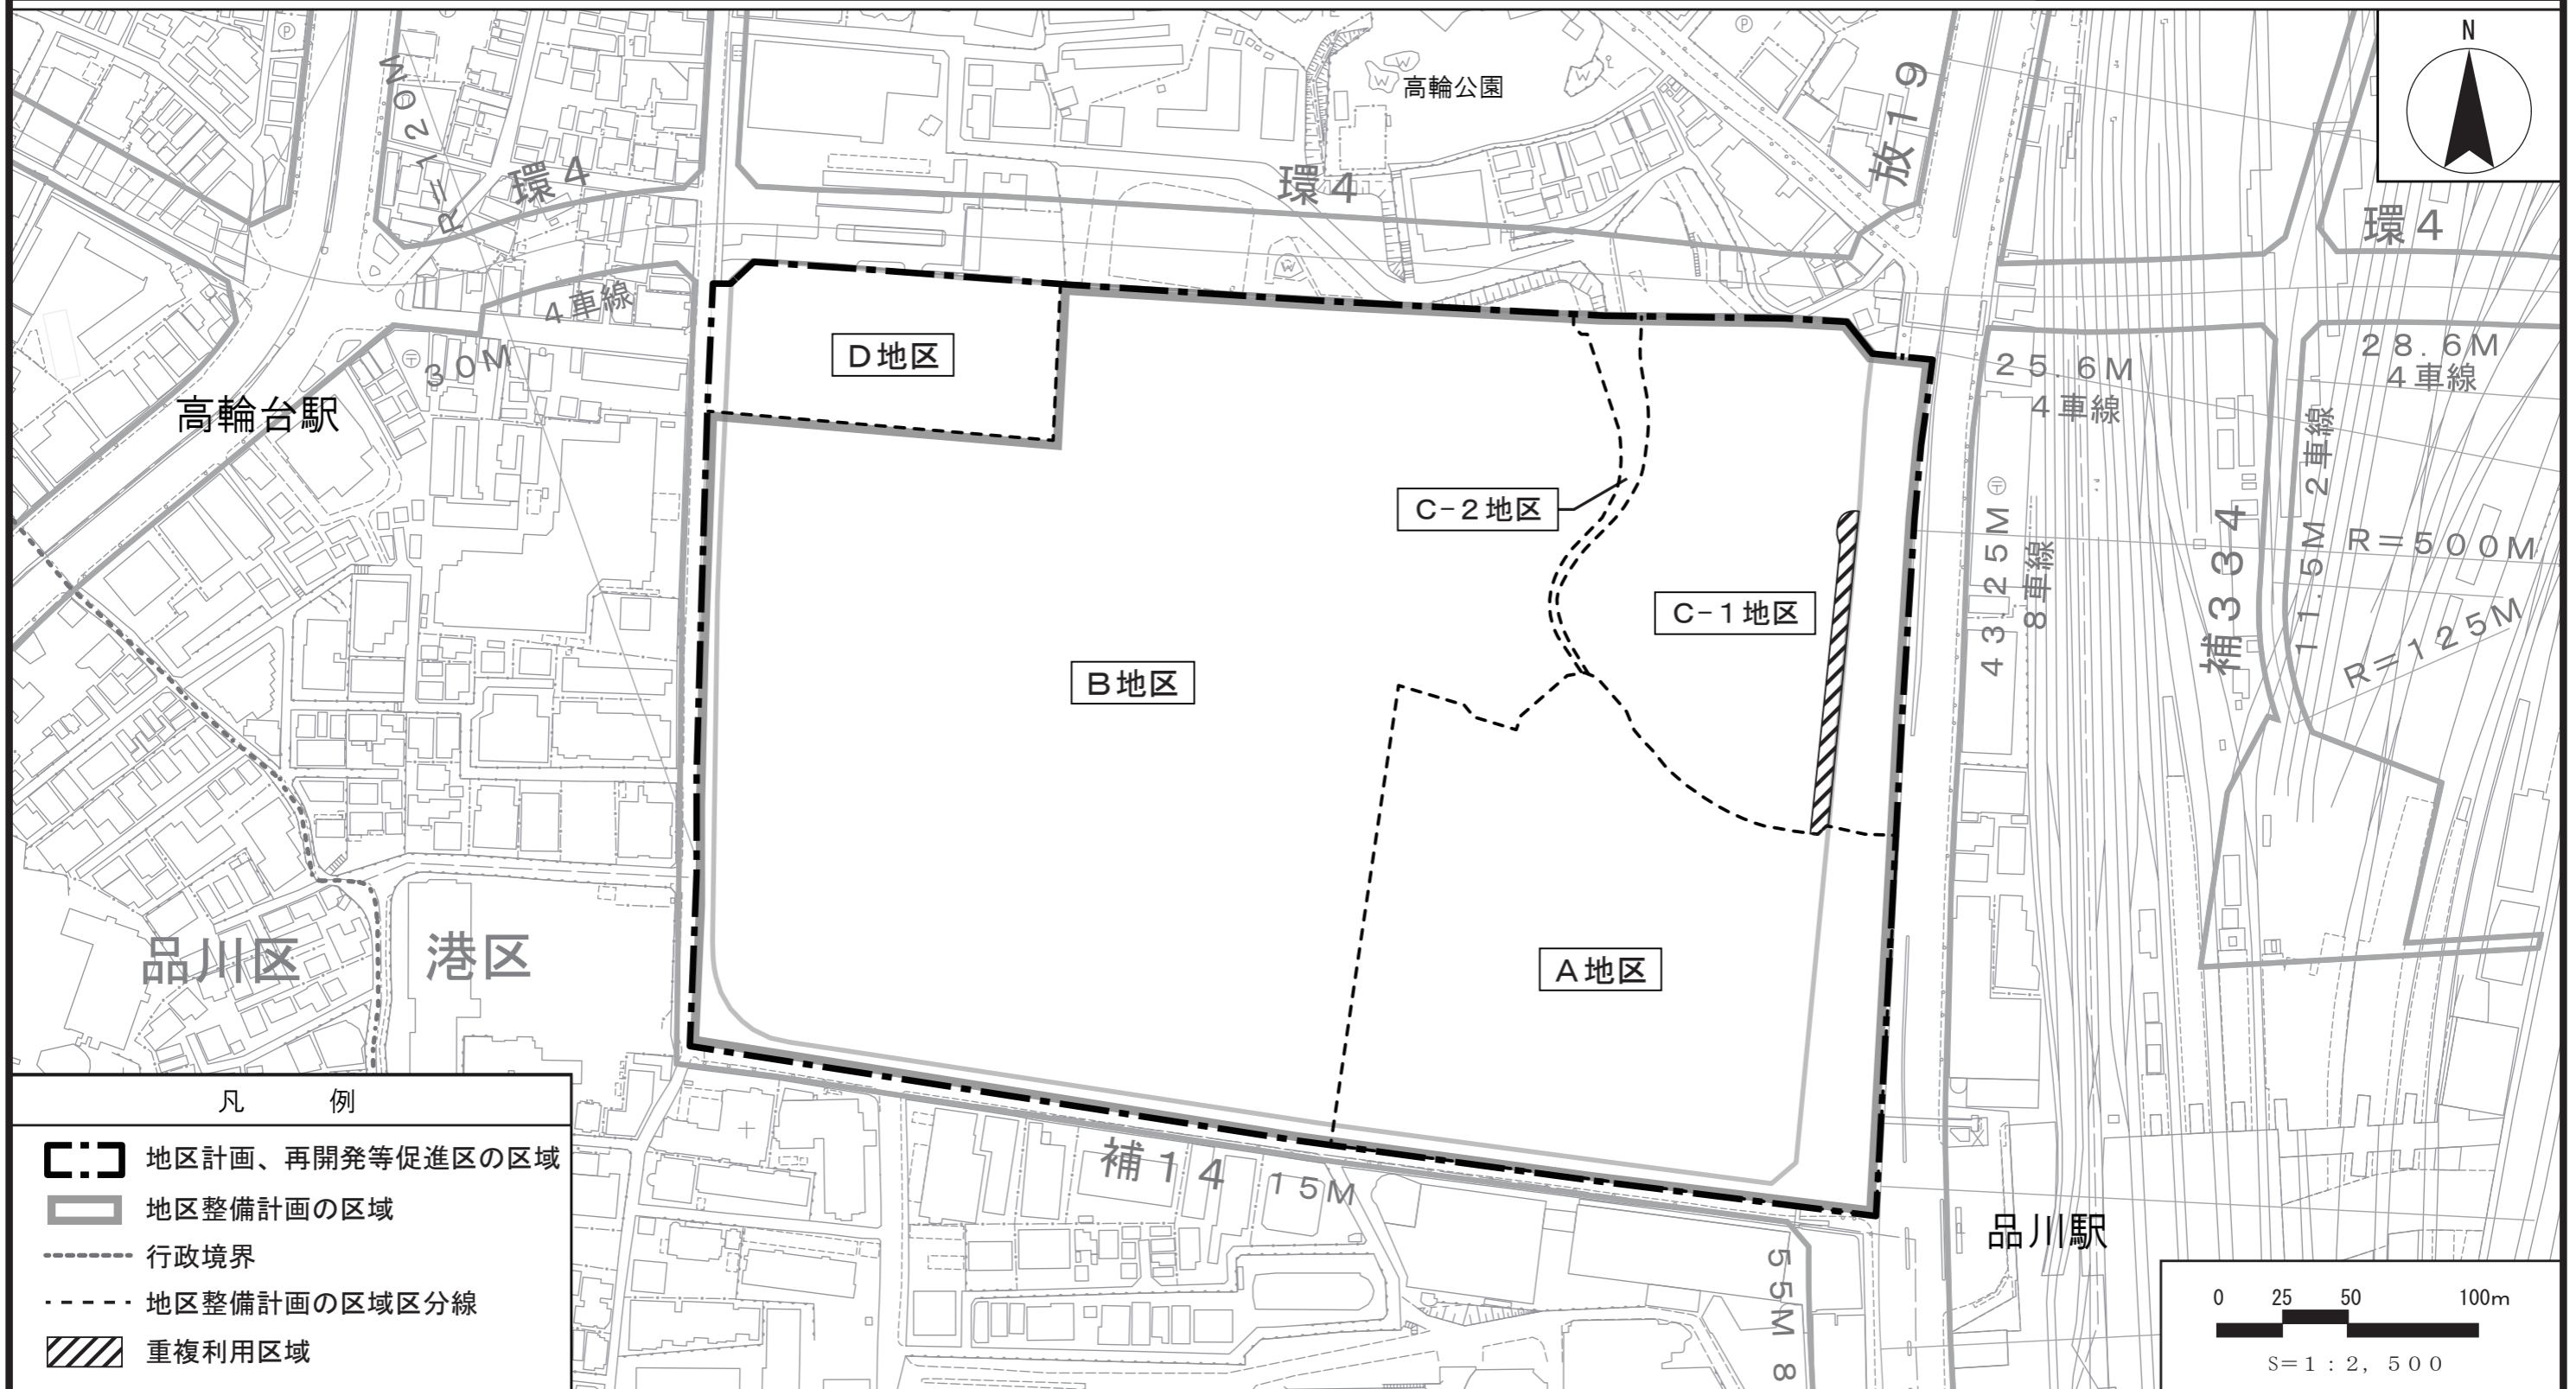 N
高輪公園
放19
R=120M
環4
環4
環4
4車線
30M
高輪台駅
D地区
25.6M
4車線
28.6M
4車線
C-2地区
43.25M
8車線
補334
11.5M 2車線
R=500M
R=125M
C-1地区
B地区
A地区
品川区
港区
補14
15M
55M 8
品川駅
凡 例
地区計画、再開発等促進区の区域
地区整備計画の区域
行政境界
地区整備計画の区域区分線
重複利用区域
0 25 50 100m
S=1:2,500